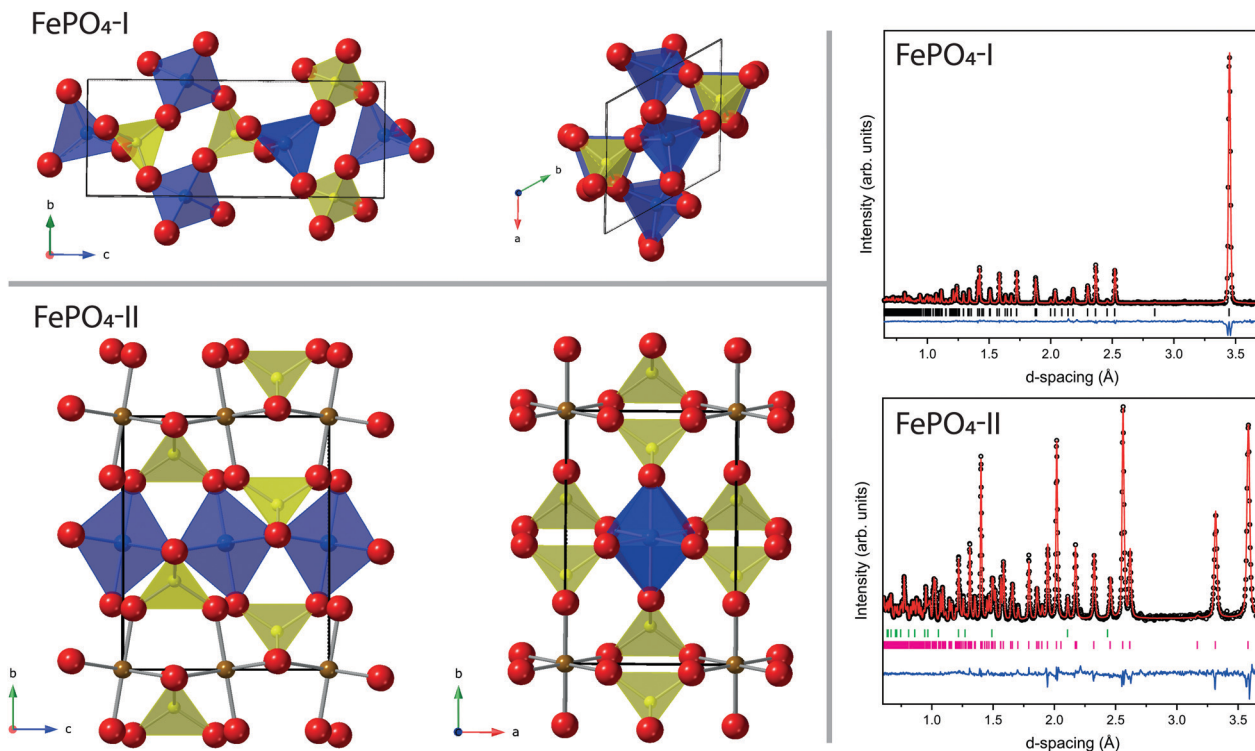 FePO₄-I
b
c
b
a
FePO₄-II
b
c
b
a
FePO₄-I
Intensity (arb. units)
1.0 1.5 2.0 2.5 3.0 3.5
d-spacing (Å)
FePO₄-II
Intensity (arb. units)
1.0 1.5 2.0 2.5 3.0 3.5
d-spacing (Å)